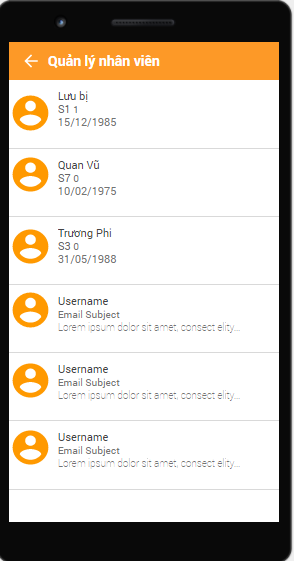 Quản lý nhân viên
Lưu bị
S1 1
15/12/1985
Quan Vũ
S7 0
10/02/1975
Trương Phi
S3 0
31/05/1988
Username
Email Subject
Lorem ipsum dolor sit amet, consect elity...
Username
Email Subject
Lorem ipsum dolor sit amet, consect elity...
Username
Email Subject
Lorem ipsum dolor sit amet, consect elity...